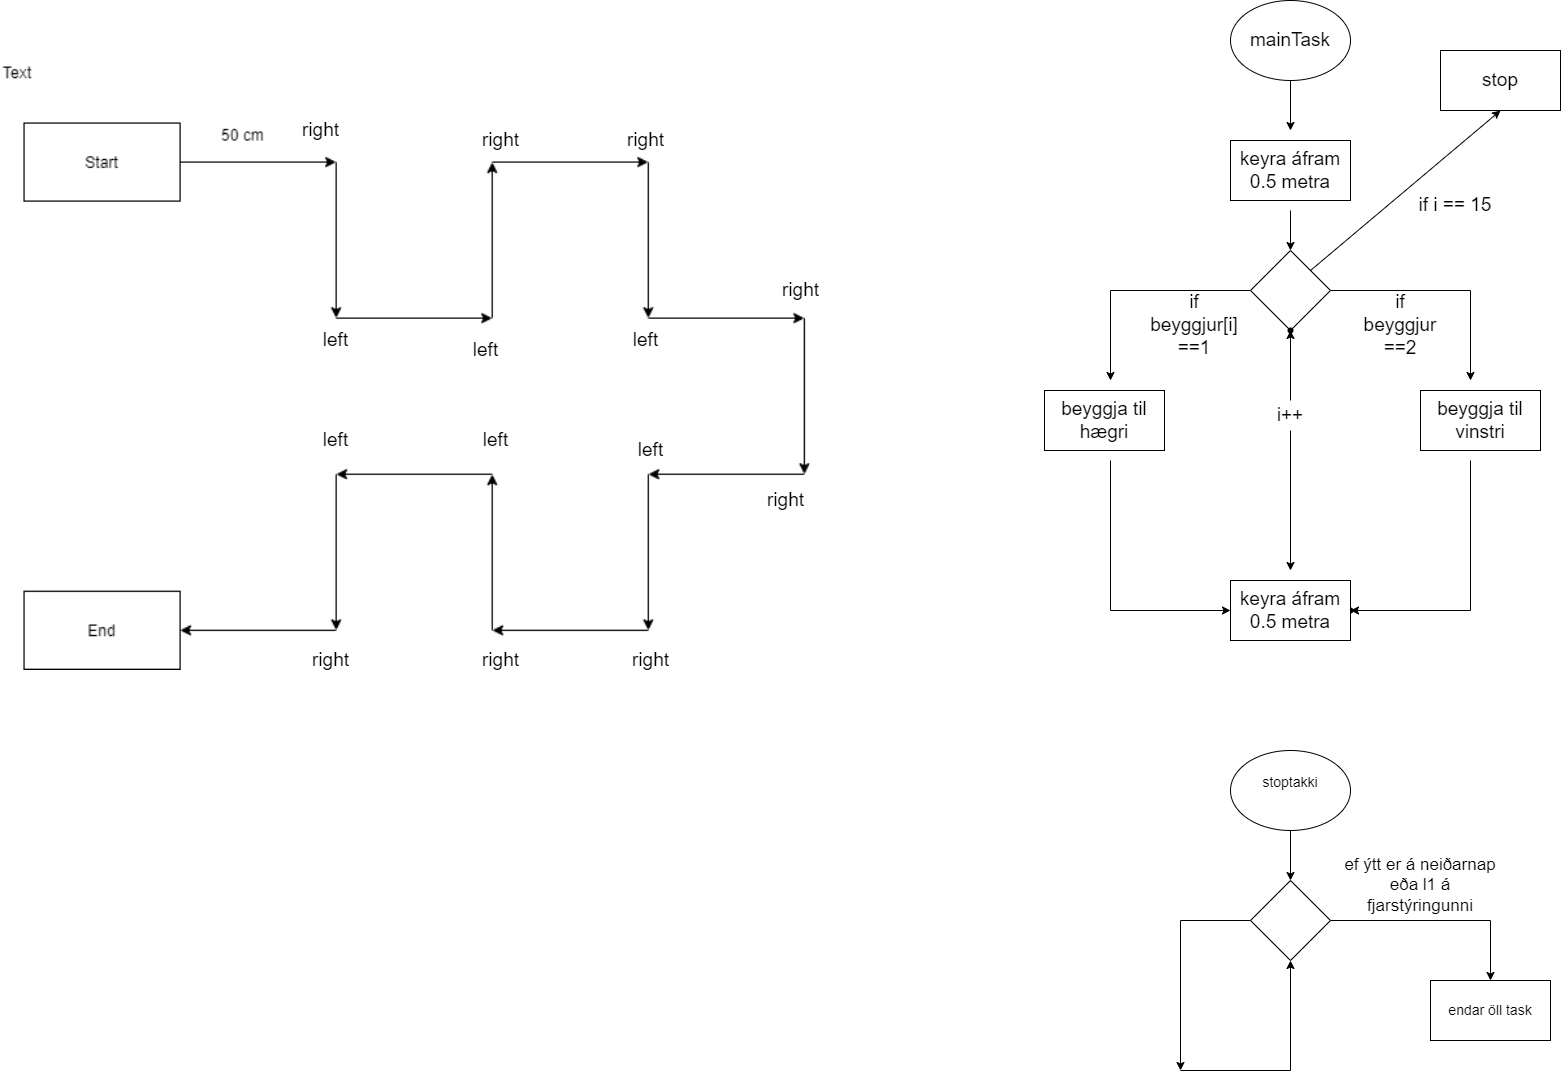 Text
Start
50 cm
right
right
right
left
left
left
right
left
left
left
right
End
right
right
right
mainTask
stop
keyra áfram
0.5 metra
if i == 15
if
beyggjur[i]
==1
if
beyggjur
==2
beyggja til
hægri
i++
beyggja til
vinstri
keyra áfram
0.5 metra
stoptakki
ef ýtt er á neiðarnap
eða l1 á
fjarstýringunni
endar öll task